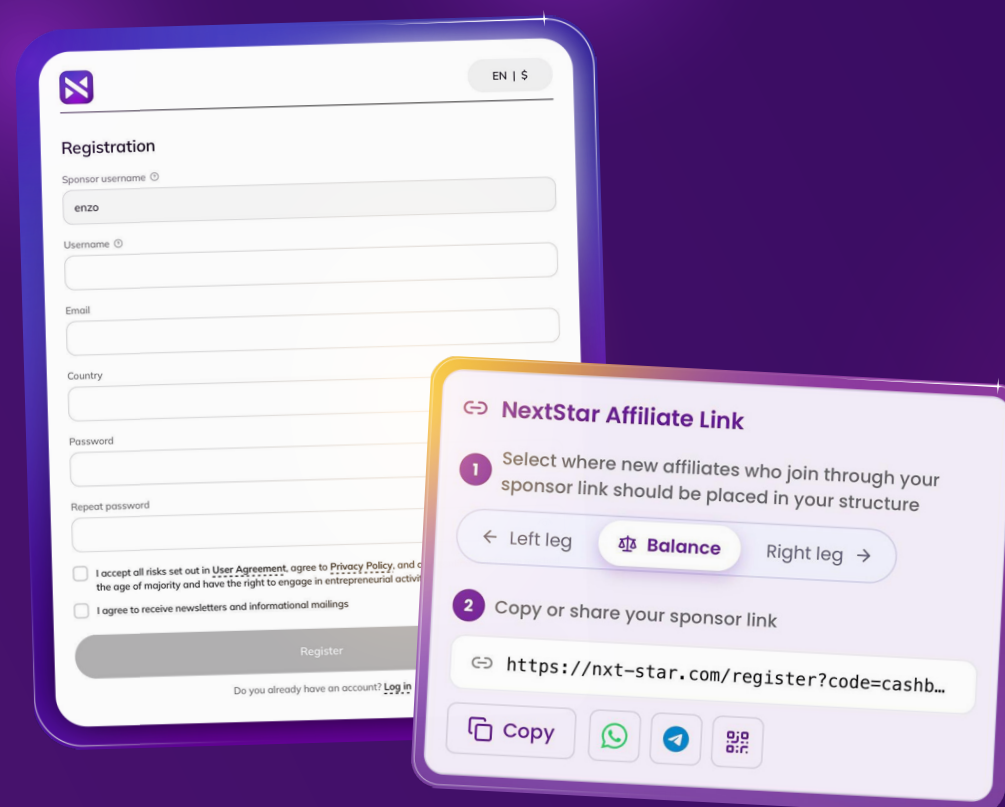 EN | $
Registration
Sponsor username
enzo
Username
Email
Country
Password
Repeat password
I accept all risks set out in User Agreement, agree to Privacy Policy, and
the age of majority and have the right to engage in entrepreneurial
I agree to receive newsletters and informational mailings
Register
Do you already have an account? Log in
NextStar Affiliate Link
1
Select where new affiliates who join through your
sponsor link should be placed in your structure
← Left leg
Balance
Right leg →
2
Copy or share your sponsor link
https://nxt-star.com/register?code=cashb…
Copy